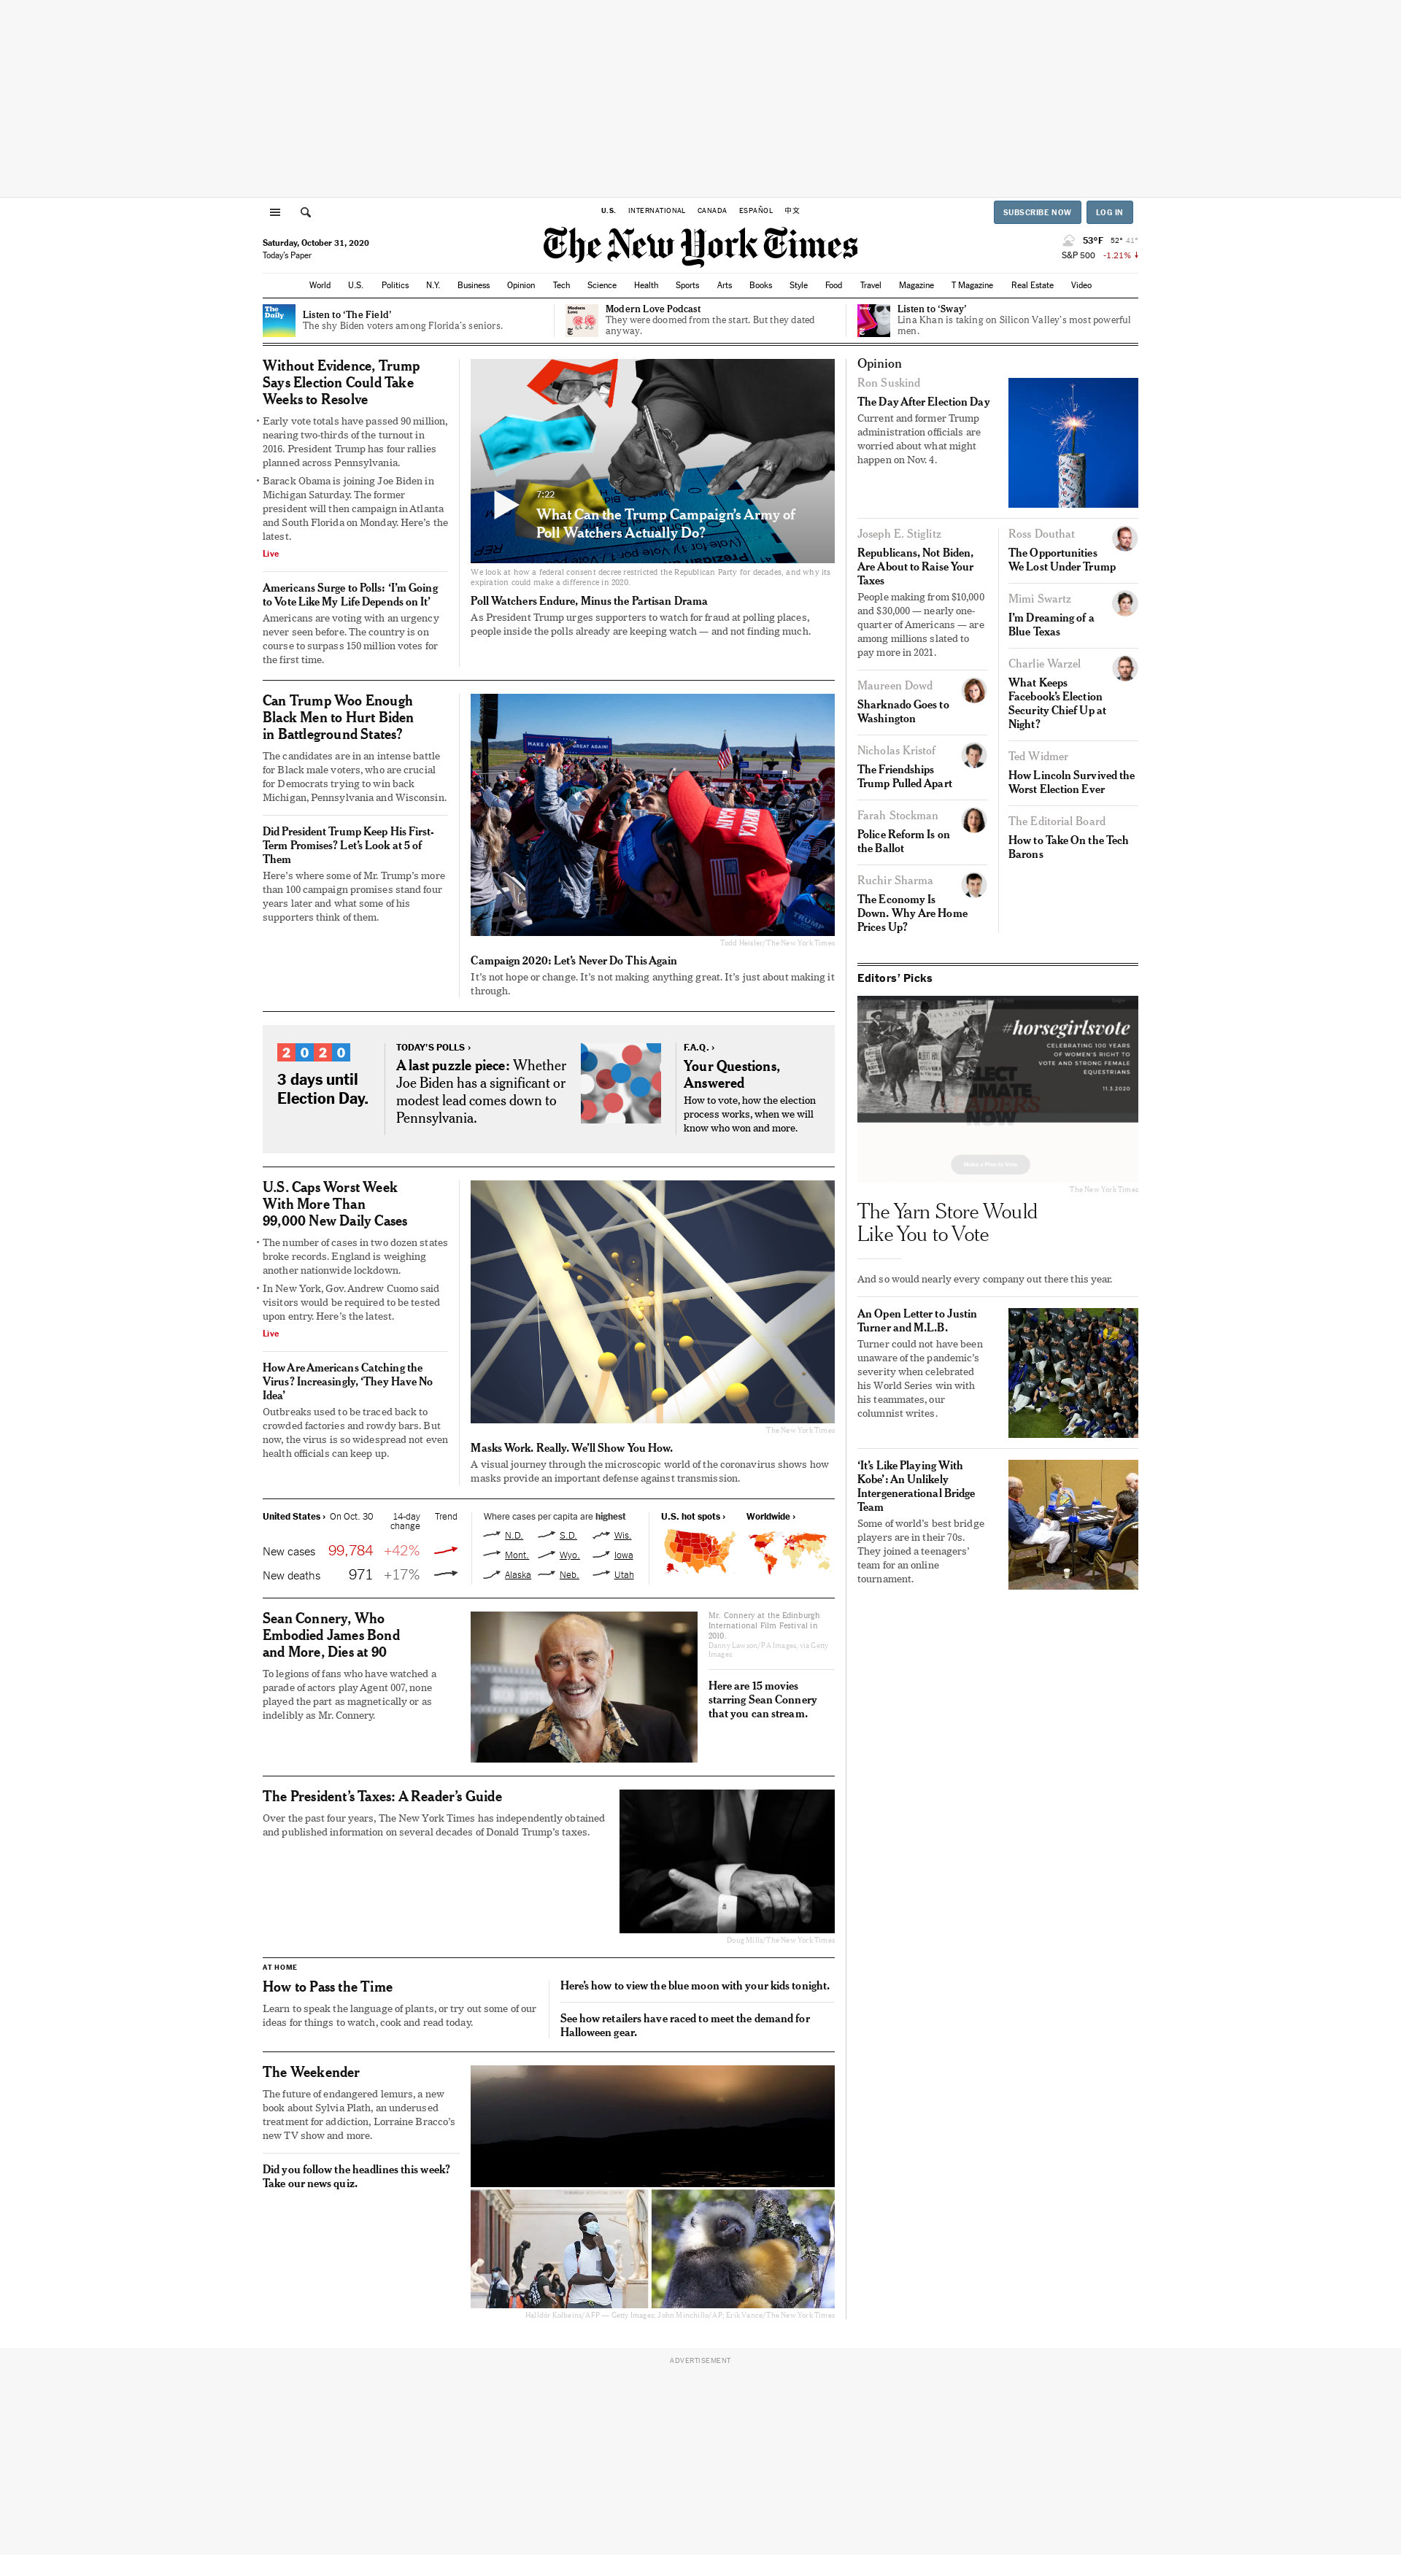 U.S. INTERNATIONAL CANADA ESPAÑOL 中文
SUBSCRIBE NOW LOG IN
Saturday, October 31, 2020
Today's Paper
The New York Times
53°F 52° 41°
S&P 500 -1.21%
World U.S. Politics N.Y. Business Opinion Tech Science Health Sports Arts Books Style Food Travel Magazine T Magazine Real Estate Video
The Daily
Listen to ‘The Field’
The shy Biden voters among Florida’s seniors.
Modern Love
Modern Love Podcast
They were doomed from the start. But they dated
anyway.
Listen to ‘Sway’
Lina Khan is taking on Silicon Valley’s most powerful
men.
Without Evidence, Trump
Says Election Could Take
Weeks to Resolve
• Early vote totals have passed 90 million,
nearing two-thirds of the turnout in
2016. President Trump has four rallies
planned across Pennsylvania.
• Barack Obama is joining Joe Biden in
Michigan Saturday. The former
president will then campaign in Atlanta
and South Florida on Monday. Here’s the
latest.
Live
Americans Surge to Polls: ‘I’m Going
to Vote Like My Life Depends on It’
Americans are voting with an urgency
never seen before. The country is on
course to surpass 150 million votes for
the first time.
7:22
What Can the Trump Campaign’s Army of
Poll Watchers Actually Do?
We look at how a federal consent decree restricted the Republican Party for decades, and why its
expiration could make a difference in 2020.
Poll Watchers Endure, Minus the Partisan Drama
As President Trump urges supporters to watch for fraud at polling places,
people inside the polls already are keeping watch — and not finding much.
Can Trump Woo Enough
Black Men to Hurt Biden
in Battleground States?
The candidates are in an intense battle
for Black male voters, who are crucial
for Democrats trying to win back
Michigan, Pennsylvania and Wisconsin.
Did President Trump Keep His First-
Term Promises? Let’s Look at 5 of
Them
Here’s where some of Mr. Trump’s more
than 100 campaign promises stand four
years later and what some of his
supporters think of them.
MAKE AMERICA GREAT AGAIN!
Todd Heisler/The New York Times
Campaign 2020: Let’s Never Do This Again
It’s not hope or change. It’s not making anything great. It’s just about making it
through.
2020
3 days until
Election Day.
TODAY’S POLLS ›
A last puzzle piece: Whether
Joe Biden has a significant or
modest lead comes down to
Pennsylvania.
F.A.Q. ›
Your Questions,
Answered
How to vote, how the election
process works, when we will
know who won and more.
U.S. Caps Worst Week
With More Than
99,000 New Daily Cases
• The number of cases in two dozen states
broke records. England is weighing
another nationwide lockdown.
• In New York, Gov. Andrew Cuomo said
visitors would be required to be tested
upon entry. Here’s the latest.
Live
How Are Americans Catching the
Virus? Increasingly, ‘They Have No
Idea’
Outbreaks used to be traced back to
crowded factories and rowdy bars. But
now, the virus is so widespread not even
health officials can keep up.
The New York Times
Masks Work. Really. We’ll Show You How.
A visual journey through the microscopic world of the coronavirus shows how
masks provide an important defense against transmission.
United States › On Oct. 30 14-day change Trend
New cases 99,784 +42%
New deaths 971 +17%
Where cases per capita are highest
N.D. S.D. Wis.
Mont. Wyo. Iowa
Alaska Neb. Utah
U.S. hot spots › Worldwide ›
Sean Connery, Who
Embodied James Bond
and More, Dies at 90
To legions of fans who have watched a
parade of actors play Agent 007, none
played the part as magnetically or as
indelibly as Mr. Connery.
Mr. Connery at the Edinburgh
International Film Festival in
2010.
Danny Lawson/PA Images, via Getty
Images
Here are 15 movies
starring Sean Connery
that you can stream.
The President’s Taxes: A Reader’s Guide
Over the past four years, The New York Times has independently obtained
and published information on several decades of Donald Trump’s taxes.
Doug Mills/The New York Times
AT HOME
How to Pass the Time
Learn to speak the language of plants, or try out some of our
ideas for things to watch, cook and read today.
Here’s how to view the blue moon with your kids tonight.
See how retailers have raced to meet the demand for
Halloween gear.
The Weekender
The future of endangered lemurs, a new
book about Sylvia Plath, an underused
treatment for addiction, Lorraine Bracco’s
new TV show and more.
Did you follow the headlines this week?
Take our news quiz.
Halldór Kolbeins/AFP — Getty Images; John Minchillo/AP; Erik Vance/The New York Times
Opinion
Ron Suskind
The Day After Election Day
Current and former Trump
administration officials are
worried about what might
happen on Nov. 4.
Joseph E. Stiglitz
Republicans, Not Biden,
Are About to Raise Your
Taxes
People making from $10,000
and $30,000 — nearly one-
quarter of Americans — are
among millions slated to
pay more in 2021.
Maureen Dowd
Sharknado Goes to
Washington
Nicholas Kristof
The Friendships
Trump Pulled Apart
Farah Stockman
Police Reform Is on
the Ballot
Ruchir Sharma
The Economy Is
Down. Why Are Home
Prices Up?
Ross Douthat
The Opportunities
We Lost Under Trump
Mimi Swartz
I’m Dreaming of a
Blue Texas
Charlie Warzel
What Keeps
Facebook’s Election
Security Chief Up at
Night?
Ted Widmer
How Lincoln Survived the
Worst Election Ever
The Editorial Board
How to Take On the Tech
Barons
Editors’ Picks
#horsegirlsvote
CELEBRATING 100 YEARS
OF WOMEN'S RIGHT TO
VOTE AND STRONG FEMALE
EQUESTRIANS
11.3.2020
Make a Plan to Vote
The New York Times
The Yarn Store Would
Like You to Vote
And so would nearly every company out there this year.
An Open Letter to Justin
Turner and M.L.B.
Turner could not have been
unaware of the pandemic’s
severity when celebrated
his World Series win with
his teammates, our
columnist writes.
‘It’s Like Playing With
Kobe’: An Unlikely
Intergenerational Bridge
Team
Some of world’s best bridge
players are in their 70s.
They joined a teenagers’
team for an online
tournament.
ADVERTISEMENT